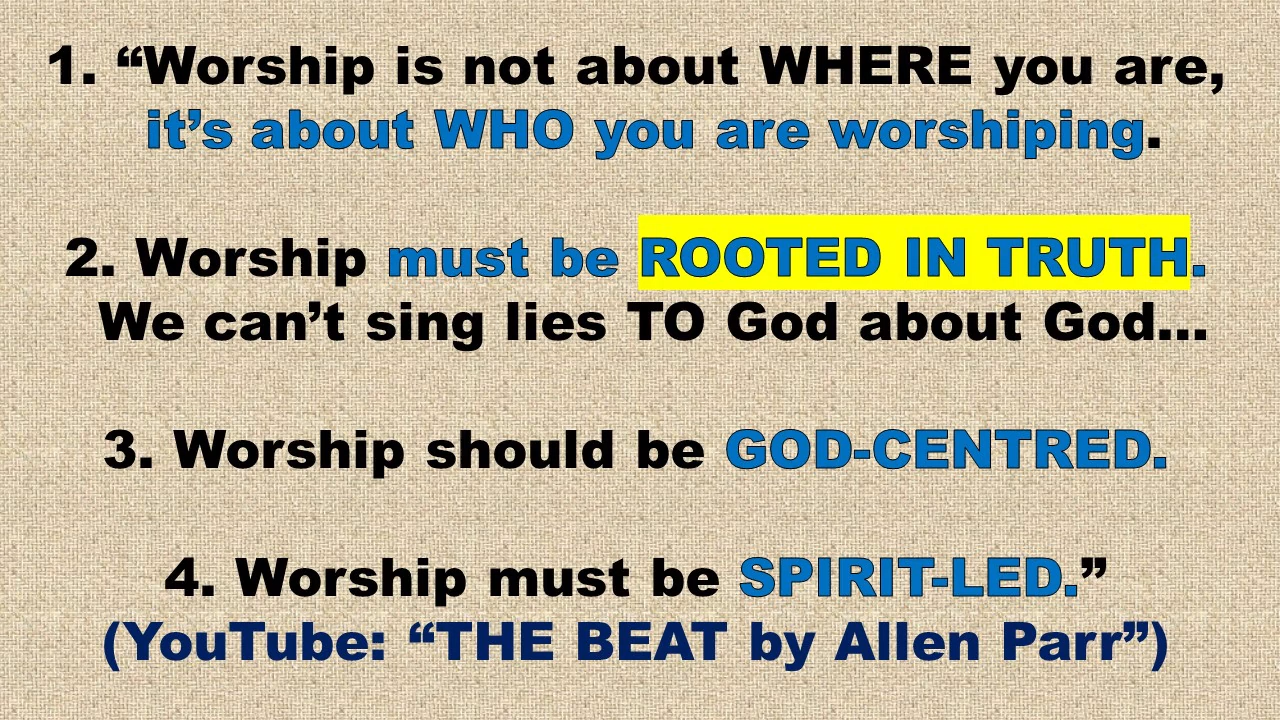 1. “Worship is not about WHERE you are,
it’s about WHO you are worshiping.
2. Worship must be ROOTED IN TRUTH.
We can’t sing lies TO God about God...
3. Worship should be GOD-CENTRED.
4. Worship must be SPIRIT-LED.”
(YouTube: “THE BEAT by Allen Parr”)